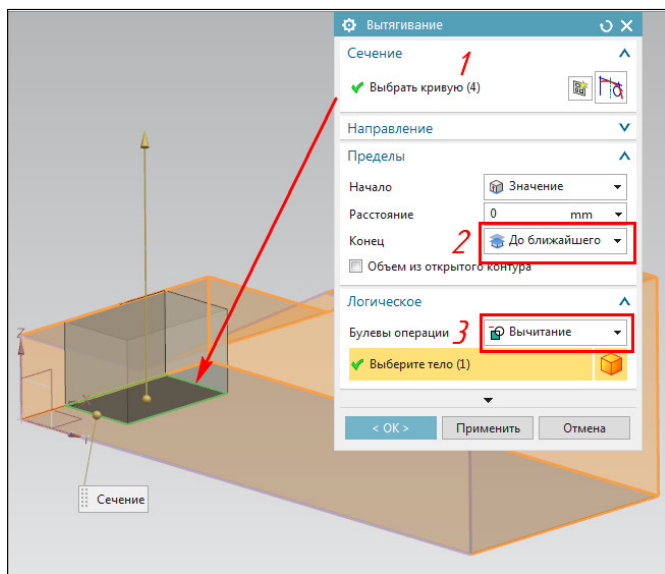 Вытягивание
Сечение
1
Выбрать кривую (4)
Направление
Пределы
Начало
Значение
Расстояние
0 mm
Конец
2
До ближайшего
Объем из открытого контура
Логическое
Булевы операции
3
Вычитание
Выберите тело (1)
< ОК > Применить Отмена
Z
X
Y
Сечение